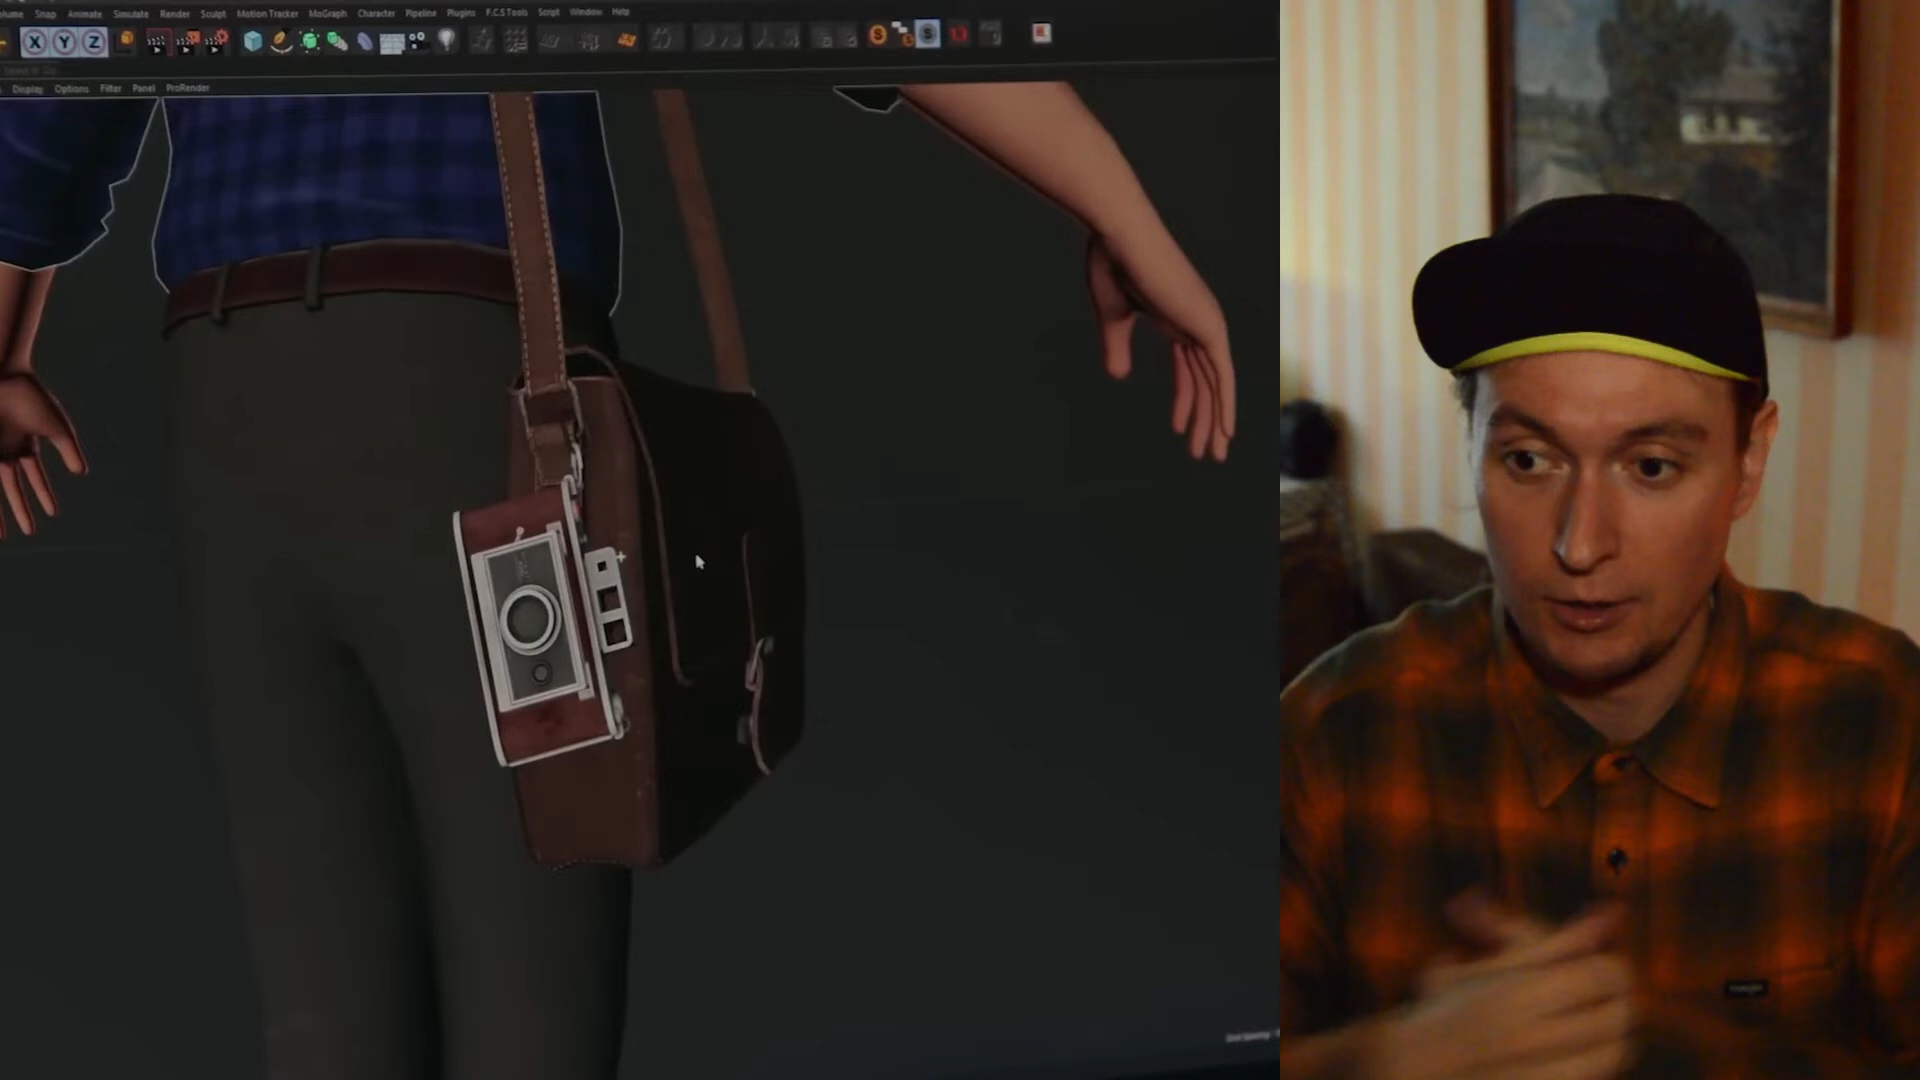 Snap Animate Simulate Render Sculpt Motion Tracker MoGraph Character Pipeline Plugins F.C.S Tools Script Window Help
X Y Z
S S
Display Options Filter Panel ProRender